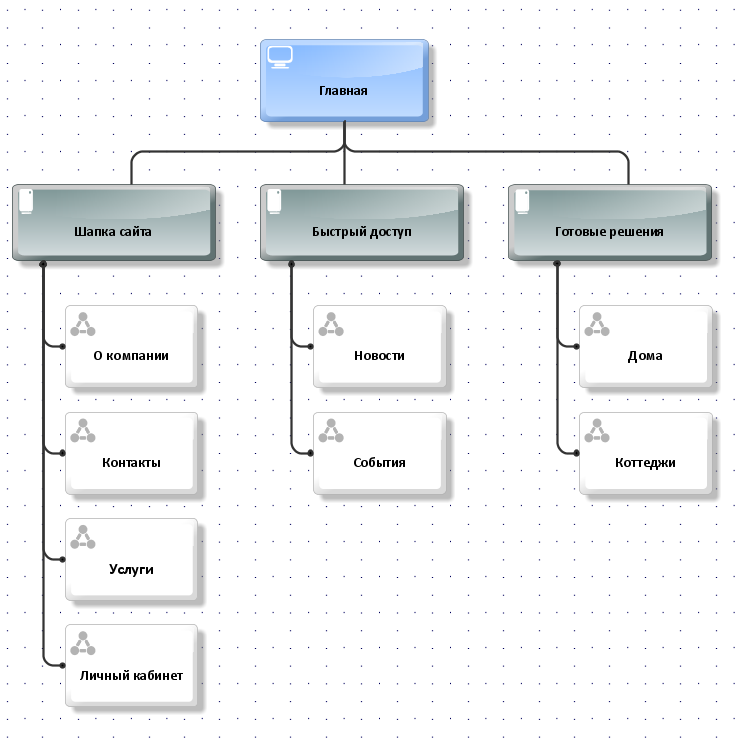 Главная
Шапка сайта
Быстрый доступ
Готовые решения
О компании
Новости
Дома
Контакты
События
Коттеджи
Услуги
Личный кабинет